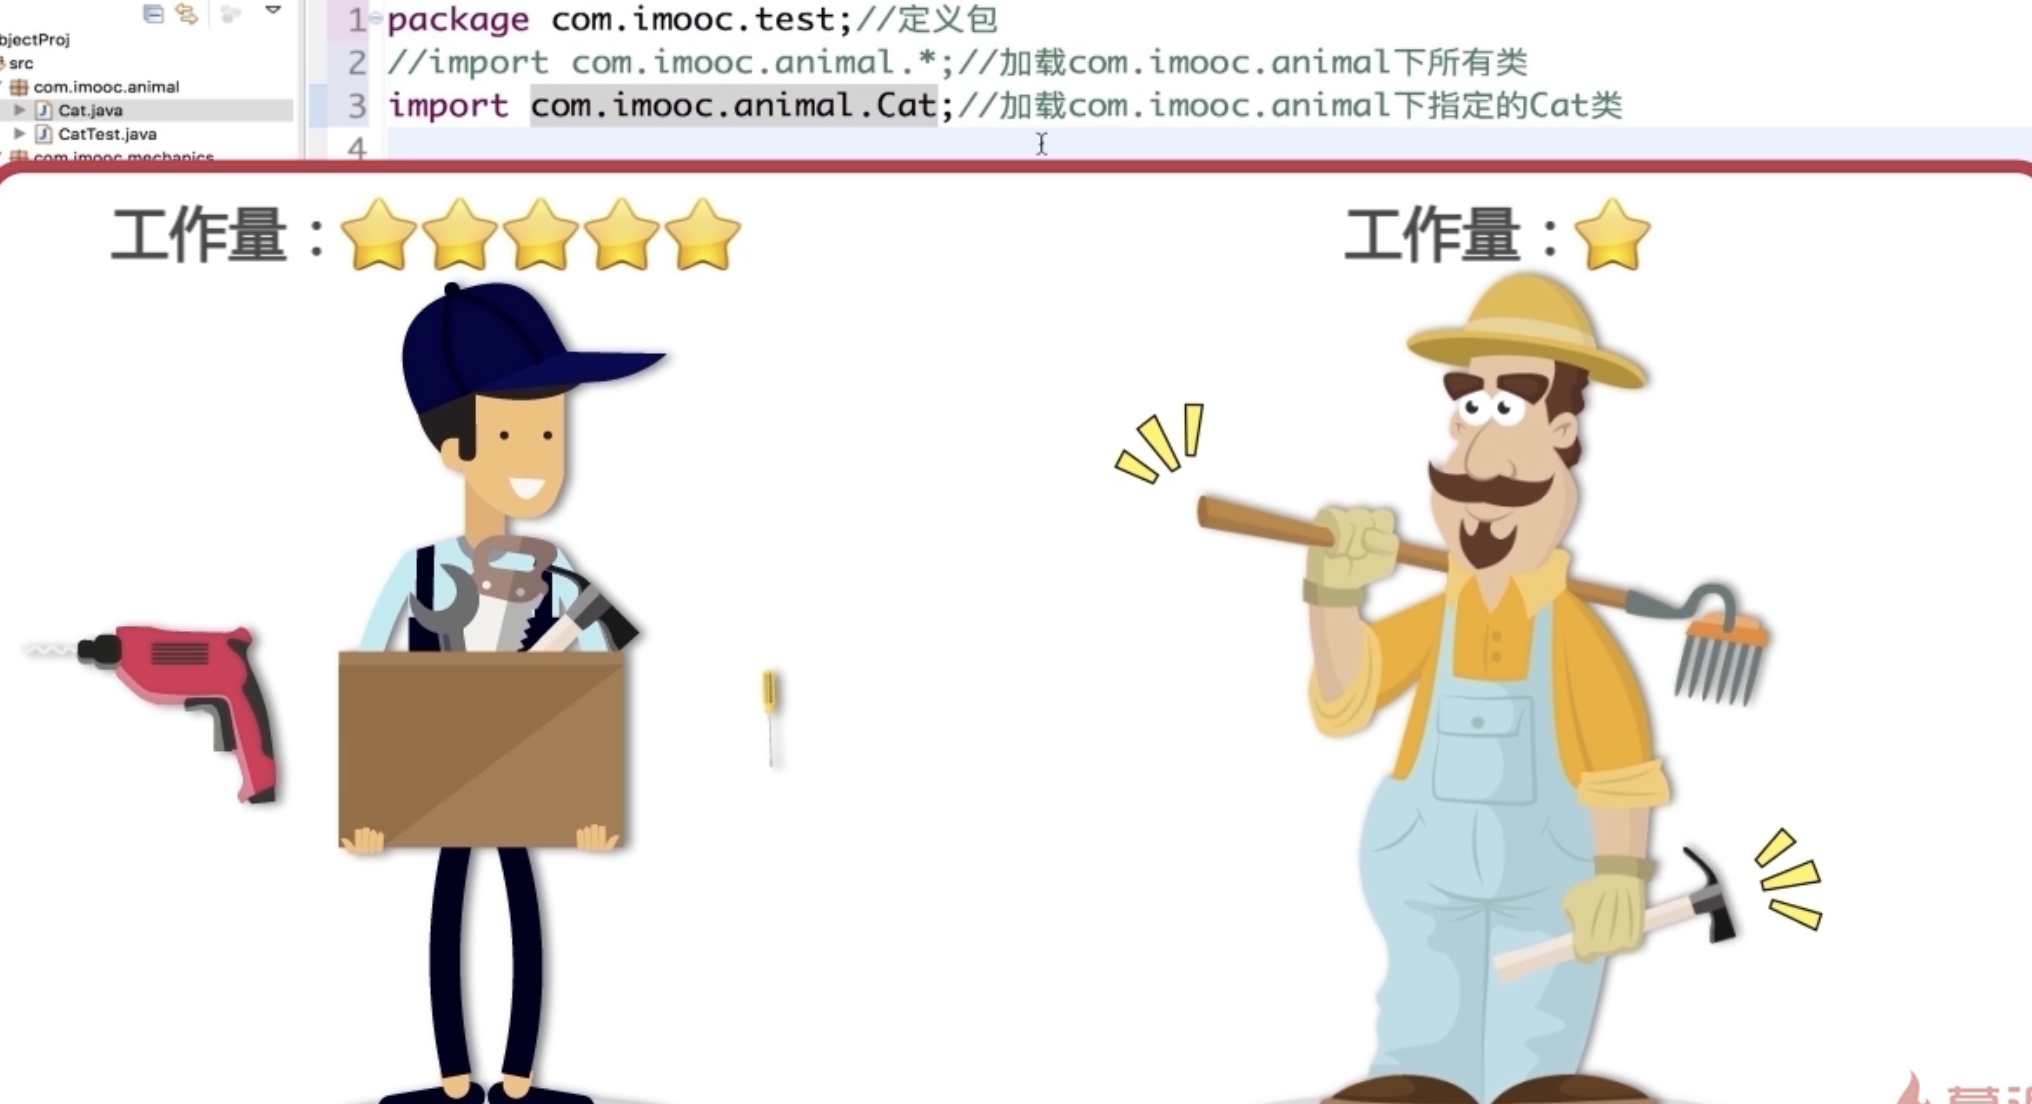 bjectProj
src
com.imooc.animal
Cat.java
CatTest.java
com.imooc.mechanics
1 package com.imooc.test;//定义包
2 //import com.imooc.animal.*;//加载com.imooc.animal下所有类
3 import com.imooc.animal.Cat;//加载com.imooc.animal下指定的Cat类
4
工作量：
工作量：